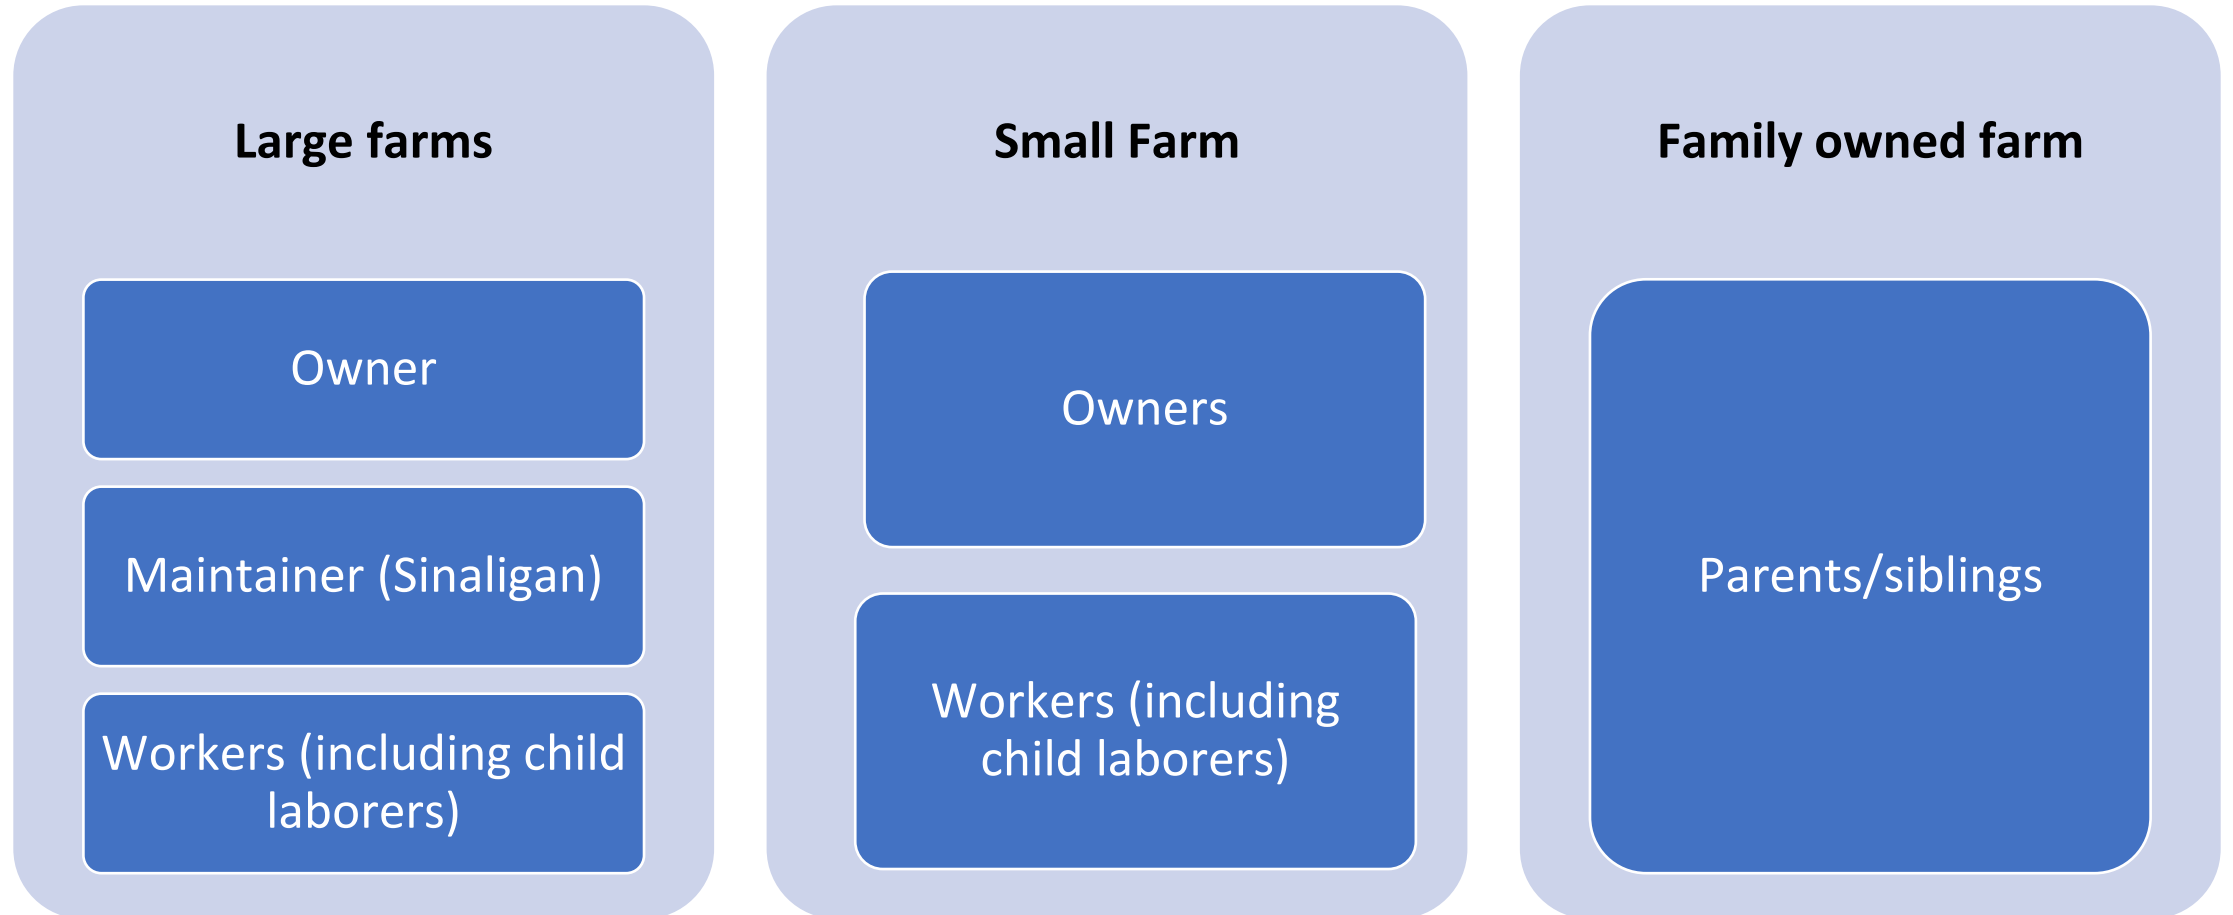 Large farms
Owner
Maintainer (Sinaligan)
Workers (including child
laborers)
Small Farm
Owners
Workers (including
child laborers)
Family owned farm
Parents/siblings